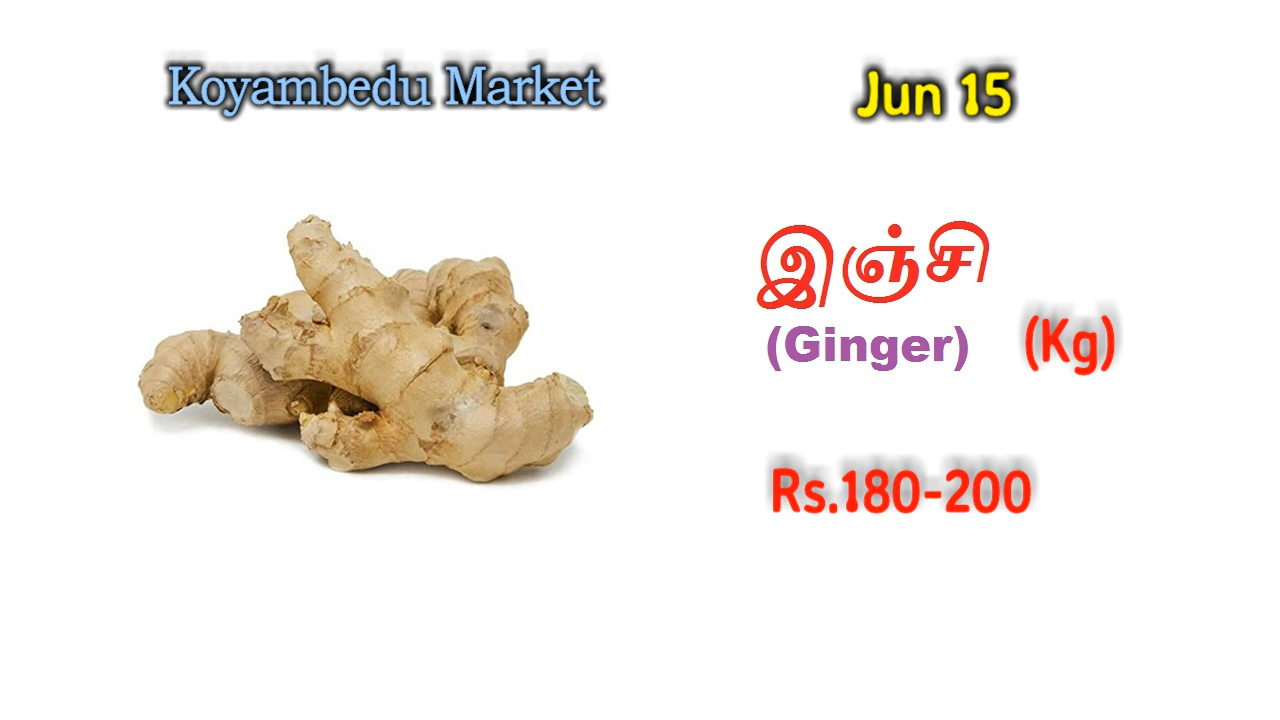 Koyambedu Market
Jun 15
இஞ்சி
(Ginger)
(Kg)
Rs.180-200